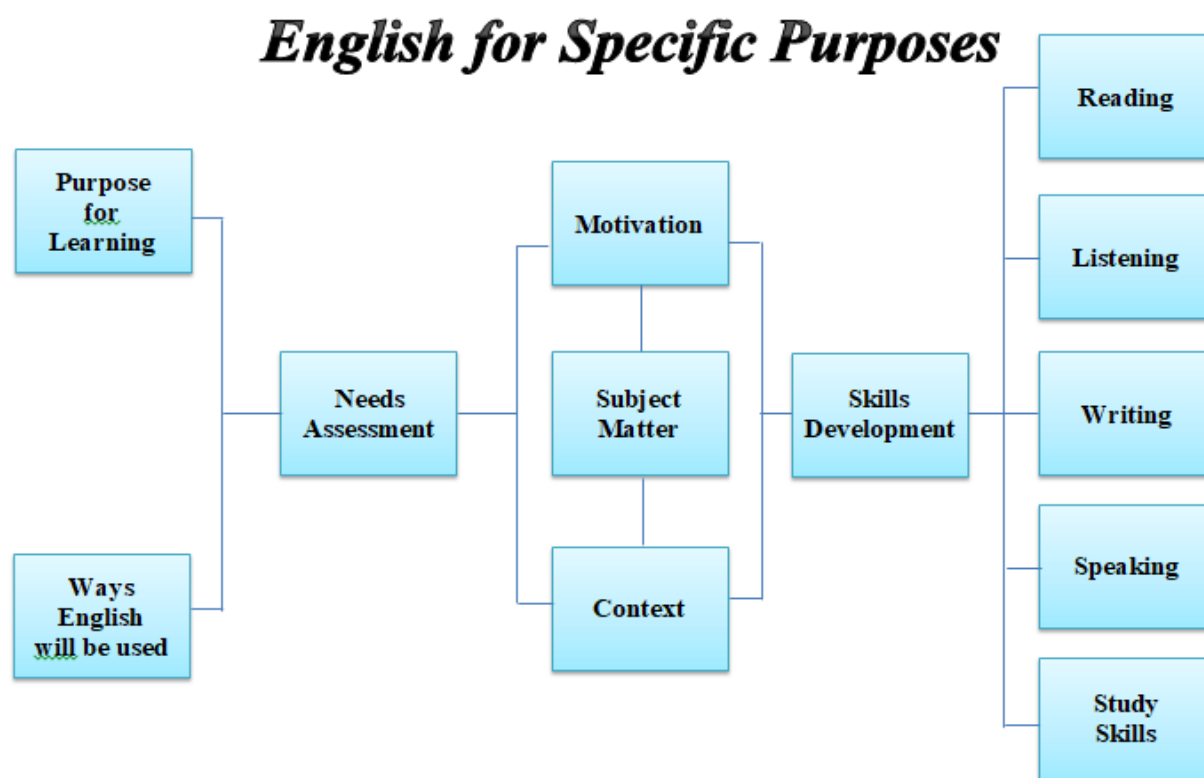 English for Specific Purposes
Purpose
for
Learning
Ways
English
will be used
Needs
Assessment
Motivation
Subject
Matter
Context
Skills
Development
Reading
Listening
Writing
Speaking
Study
Skills